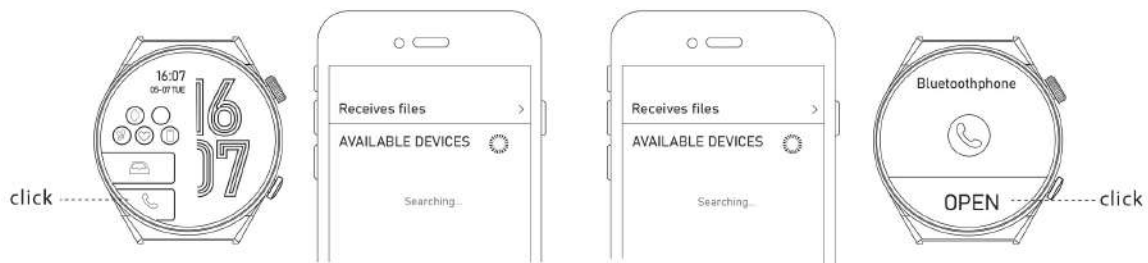 16:07
05-07 TUE
16
07
click
Receives files
AVAILABLE DEVICES
Searching...
Receives files
AVAILABLE DEVICES
Searching...
Bluetoothphone
OPEN
click